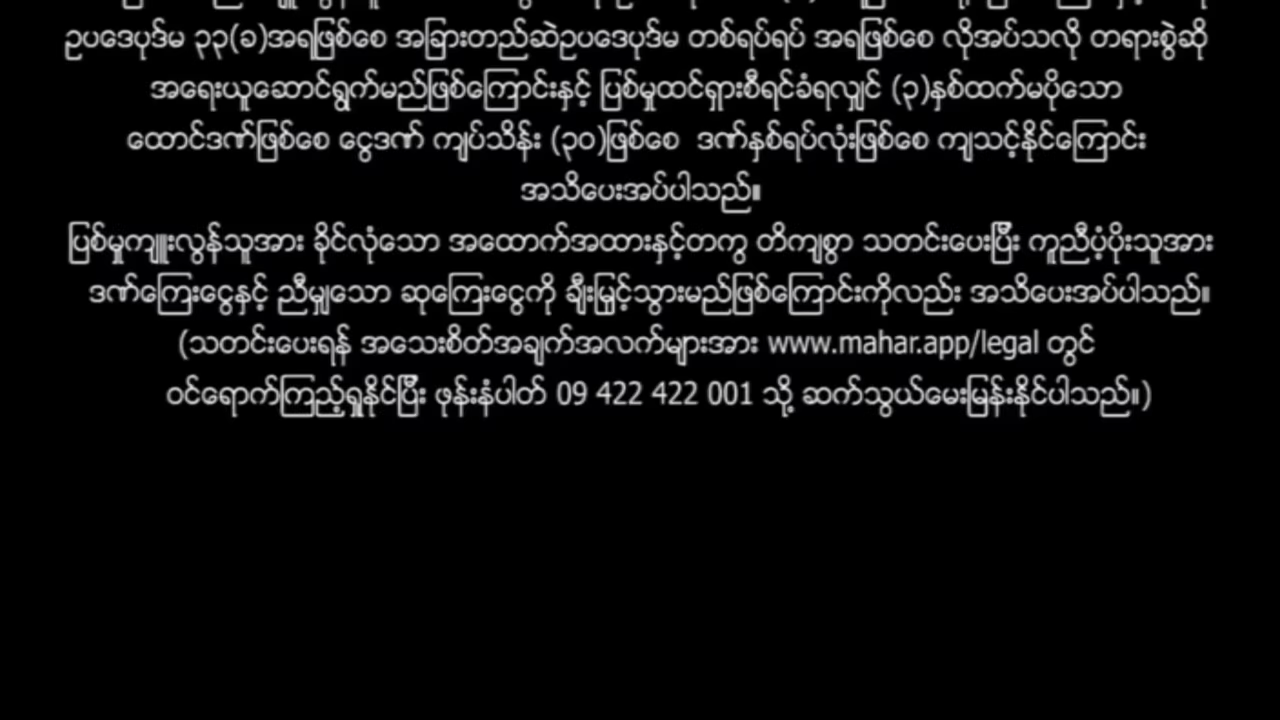 ဥပဒေပုဒ်မ ၃၃(ခ)အရဖြစ်စေ အခြားတည်ဆဲဥပဒေပုဒ်မ တစ်ရပ်ရပ် အရဖြစ်စေ လိုအပ်သလို တရားစွဲဆို
အရေးယူဆောင်ရွက်မည်ဖြစ်ကြောင်းနှင့် ပြစ်မှုထင်ရှားစီရင်ခံရလျှင် (၃)နှစ်ထက်မပိုသော
ထောင်ဒဏ်ဖြစ်စေ ငွေဒဏ် ကျပ်သိန်း (၃၀)ဖြစ်စေ ဒဏ်နှစ်ရပ်လုံးဖြစ်စေ ကျသင့်နိုင်ကြောင်း
အသိပေးအပ်ပါသည်။
ပြစ်မှုကျူးလွန်သူအား ခိုင်လုံသော အထောက်အထားနှင့်တကွ တိကျစွာ သတင်းပေးပြီး ကူညီပံ့ပိုးသူအား
ဒဏ်ကြေးငွေနှင့် ညီမျှသော ဆုကြေးငွေကို ချီးမြှင့်သွားမည်ဖြစ်ကြောင်းကိုလည်း အသိပေးအပ်ပါသည်။
(သတင်းပေးရန် အသေးစိတ်အချက်အလက်များအား www.mahar.app/legal တွင်
ဝင်ရောက်ကြည့်ရှုနိုင်ပြီး ဖုန်းနံပါတ် 09 422 422 001 သို့ ဆက်သွယ်မေးမြန်းနိုင်ပါသည်။)